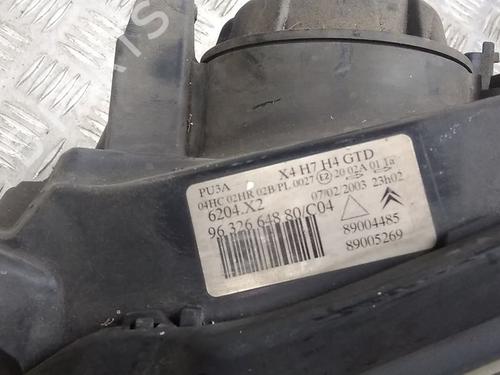 PU3A X4 H7 H4 GTD
04HC 02HR 02B PL 0027 E2 20 02A 01 1a
6204.X2 07/02/2003 23h02
96 326 648 80/C04
89004485
89005269